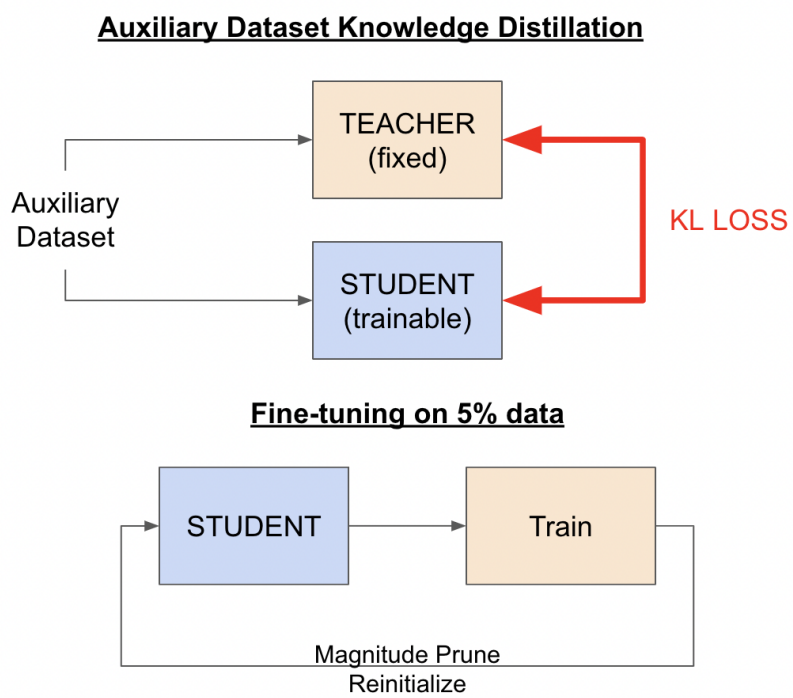 Auxiliary Dataset Knowledge Distillation
TEACHER
(fixed)
Auxiliary
Dataset
KL LOSS
STUDENT
(trainable)
Fine-tuning on 5% data
STUDENT
Train
Magnitude Prune
Reinitialize